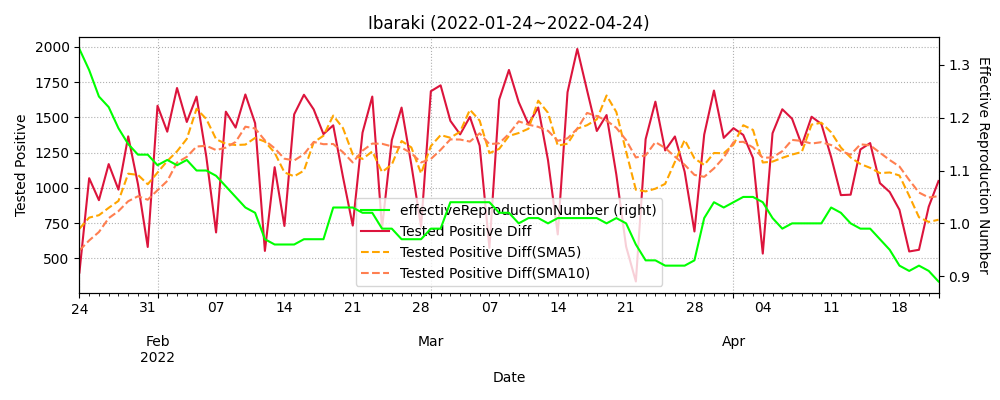 Ibaraki (2022-01-24~2022-04-24)
Tested Positive
2000
1750
1500
1250
1000
750
500
1.3
1.2
1.1
1.0
0.9
Effective Reproduction Number
effectiveReproductionNumber (right)
Tested Positive Diff
Tested Positive Diff(SMA5)
Tested Positive Diff(SMA10)
24 31 07 14 21 28 07 14 21 28 04 11 18
Feb Mar Apr
2022
Date